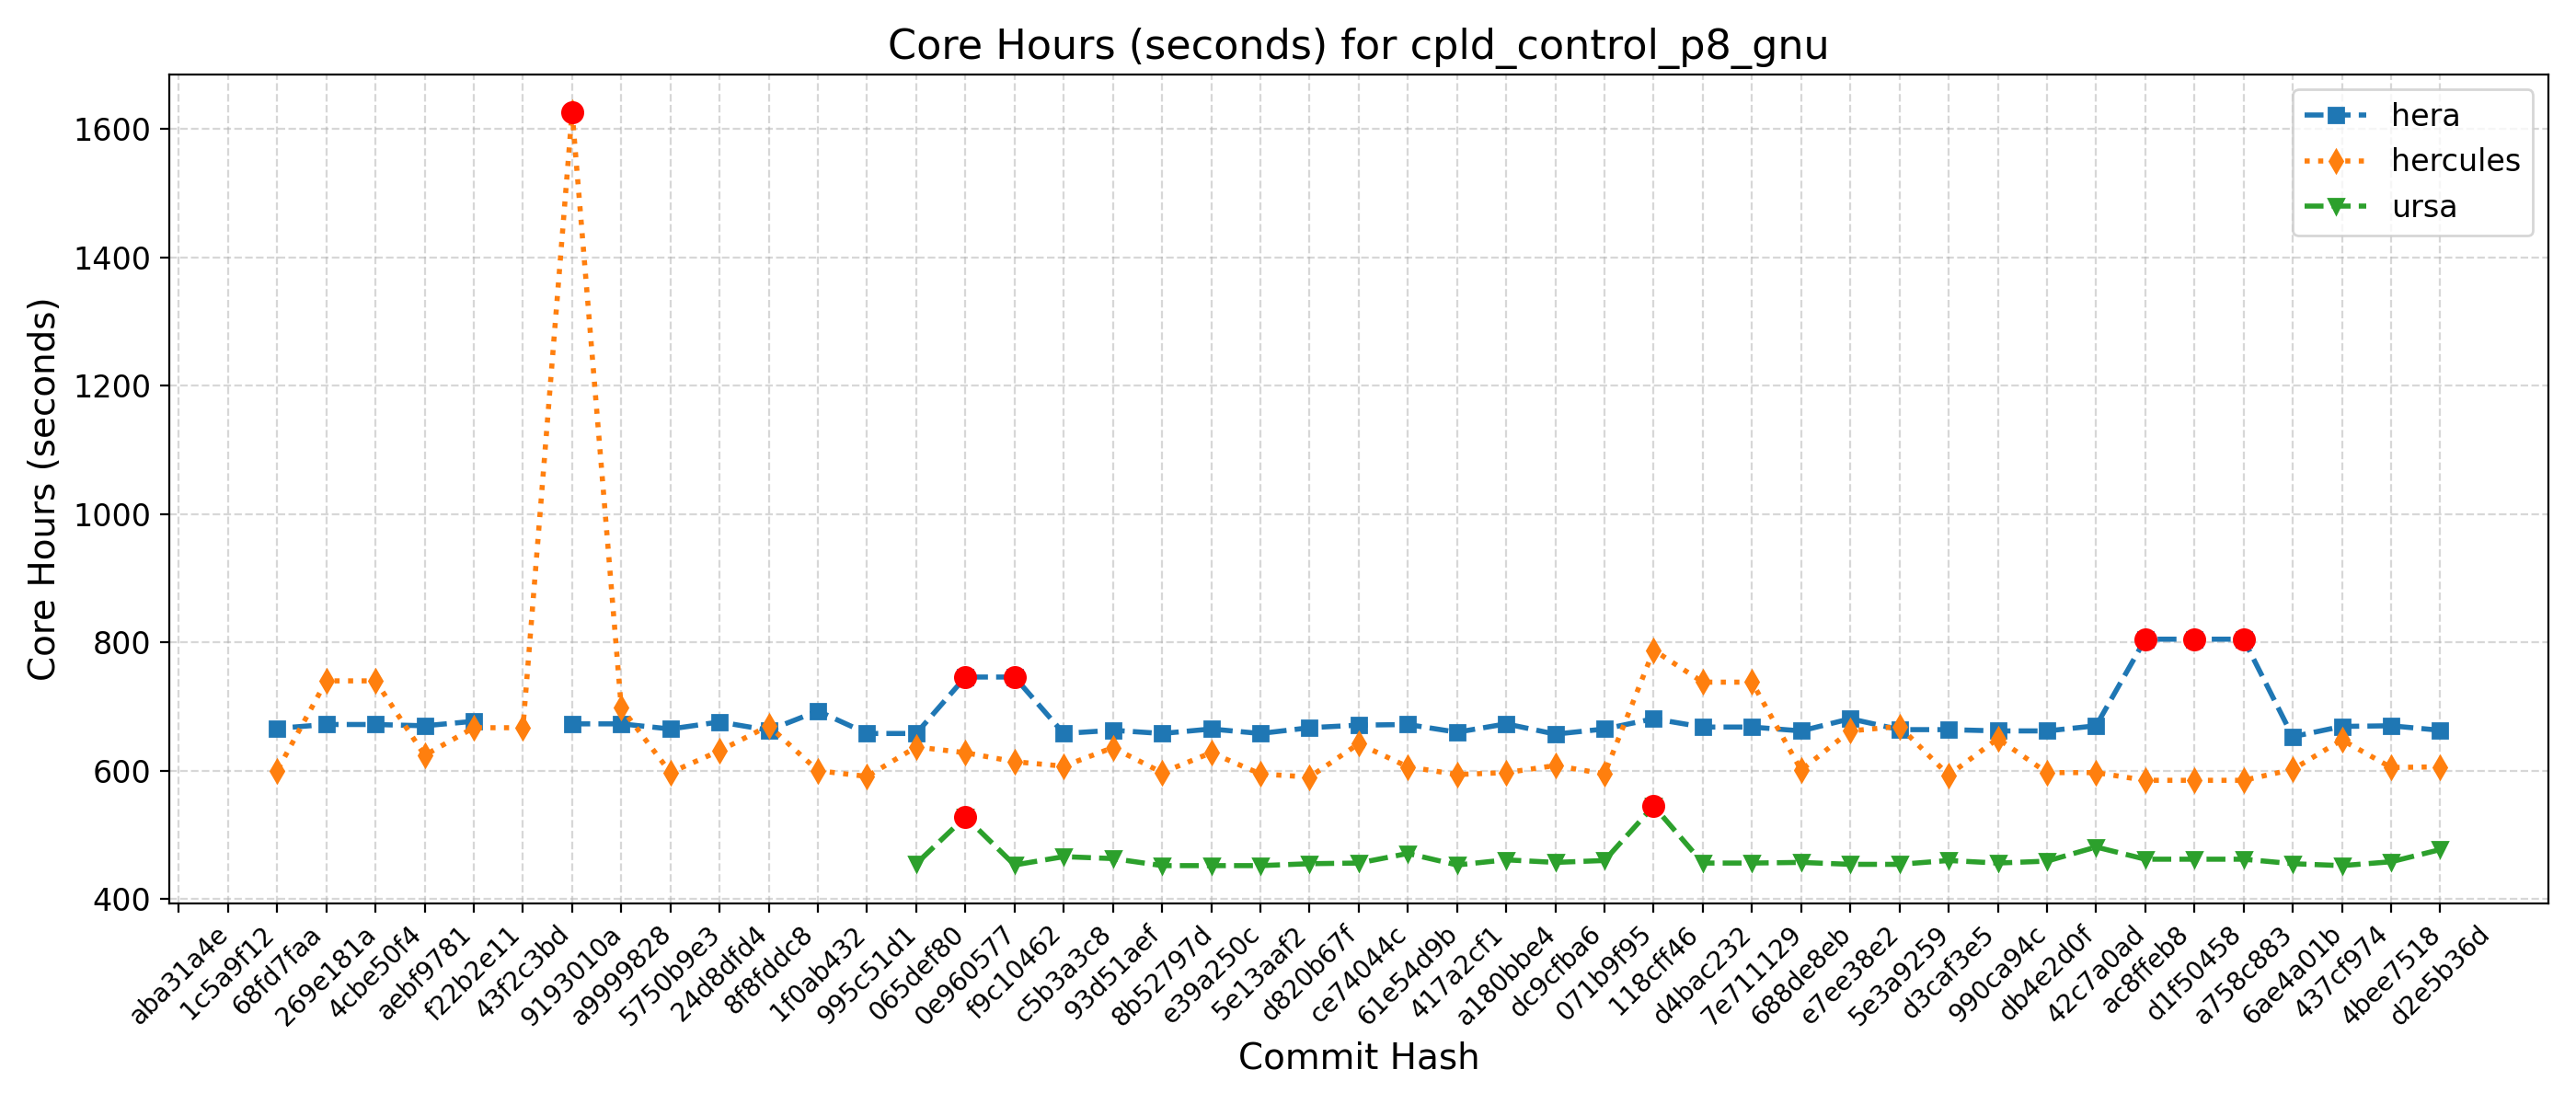 Core Hours (seconds) for cpld_control_p8_gnu
hera
hercules
ursa
Core Hours (seconds)
1600
1400
1200
1000
800
600
400
aba31a4e
1c5a9f12
68fd7faa
269e181a
4cbe50f4
aebf9781
f22b2e11
43f2c3bd
9193010a
a9999828
5750b9e3
24d8dfd4
8f8fddc8
1f0ab432
995c51d1
065def80
0e960577
f9c10462
c5b3a3c8
93d51aef
8b52797d
e39a250c
5e13aaf2
d820b67f
ce74044c
61e54d9b
417a2cf1
a180bbe4
dc9cfba6
071b9f95
118cff46
d4bac232
7e711129
688de8eb
e7ee38e2
5e3a9259
d3caf3e5
990ca94c
db4e2d0f
42c7a0ad
ac8ffeb8
d1f50458
a758c883
6ae4a01b
437cf974
4bee7518
d2e5b36d
Commit Hash